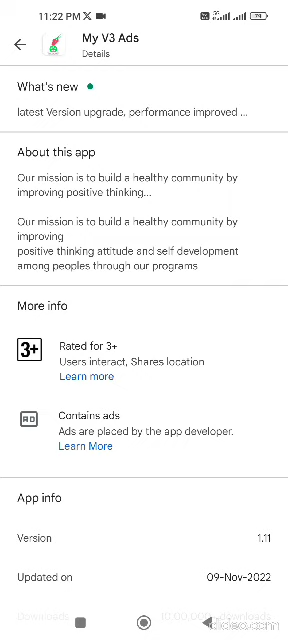 11:22 PM
79
My V3 Ads
Details
What's new
latest Version upgrade, performance improved ...
About this app
Our mission is to build a healthy community by
improving positive thinking...
Our mission is to build a healthy community by
improving
positive thinking attitude and self development
among peoples through our programs
More info
3+
Rated for 3+
Users interact, Shares location
Learn more
AD
Contains ads
Ads are placed by the app developer.
Learn More
App info
Version 1.11
Updated on 09-Nov-2022
Downloads downloads